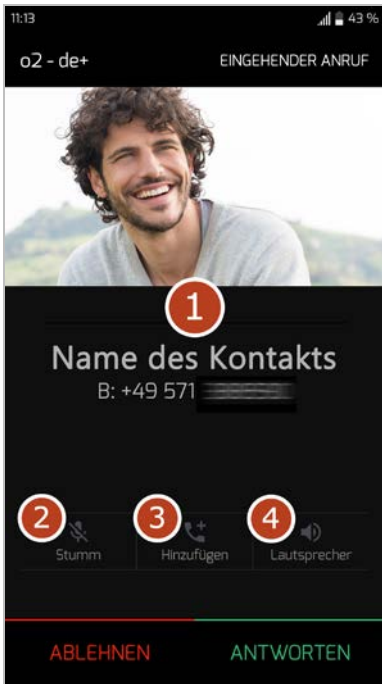 11:13 43 %
o2 - de+ EINGEHENDER ANRUF
1
Name des Kontakts
B: +49 571
2 3 4
Stumm Hinzufügen Lautsprecher
ABLEHNEN ANTWORTEN